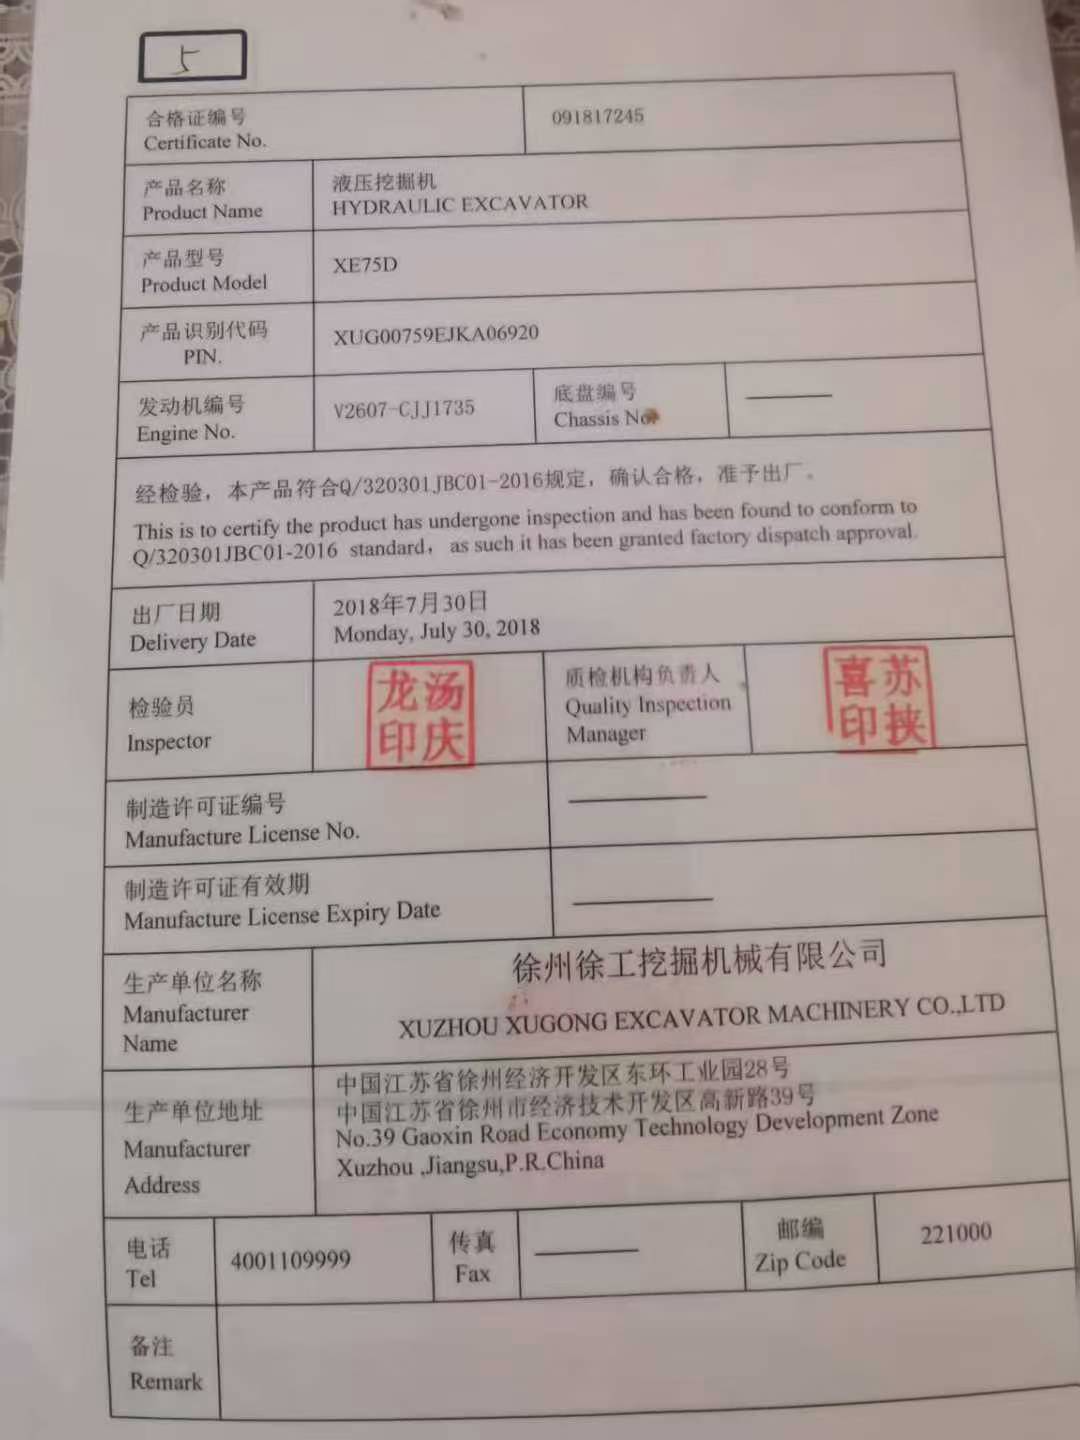 5
合格证编号
Certificate No.
091817245
产品名称
Product Name
液压挖掘机
HYDRAULIC EXCAVATOR
产品型号
Product Model
XE75D
产品识别代码
PIN.
XUG00759EJKA06920
发动机编号
Engine No.
V2607-CJJ1735
底盘编号
Chassis No.
经检验，本产品符合Q/320301JBC01-2016规定，确认合格，准予出厂。
This is to certify the product has undergone inspection and has been found to conform to
Q/320301JBC01-2016 standard，as such it has been granted factory dispatch approval.
出厂日期
Delivery Date
2018年7月30日
Monday, July 30, 2018
检验员
Inspector
龙汤
印庆
质检机构负责人
Quality Inspection
Manager
喜苏
印挟
制造许可证编号
Manufacture License No.
制造许可证有效期
Manufacture License Expiry Date
生产单位名称
Manufacturer
Name
徐州徐工挖掘机械有限公司
XUZHOU XUGONG EXCAVATOR MACHINERY CO.,LTD
生产单位地址
Manufacturer
Address
中国江苏省徐州经济开发区东环工业园28号
中国江苏省徐州市经济技术开发区高新路39号
No.39 Gaoxin Road Economy Technology Development Zone
Xuzhou ,Jiangsu,P.R.China
电话
Tel
4001109999
传真
Fax
邮编
Zip Code
221000
备注
Remark